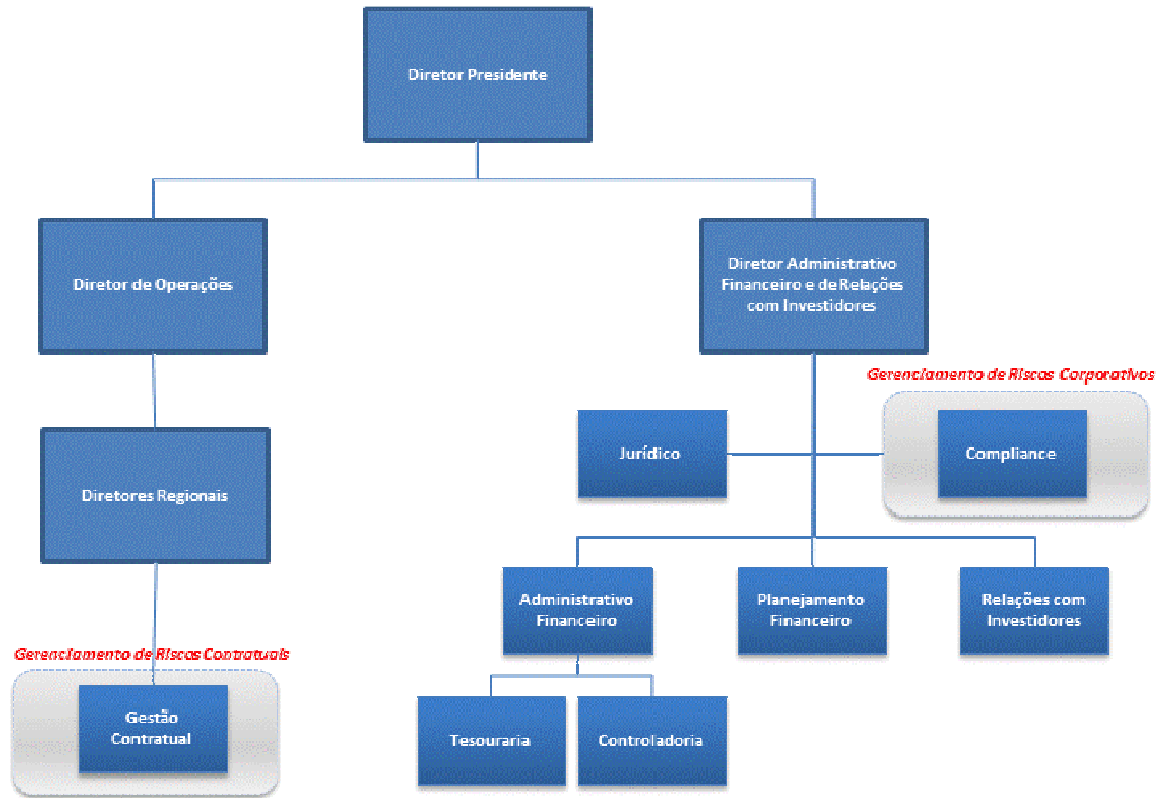 Diretor Presidente
Diretor de Operações
Diretor Administrativo
Financeiro e de Relações
com Investidores
Gerenciamento de Riscos Corporativos
Jurídico
Compliance
Diretores Regionais
Administrativo
Financeiro
Planejamento
Financeiro
Relações com
Investidores
Gerencilamento de Riscos Contratuais
Gestão
Contratual
Tesouraria
Controladoria